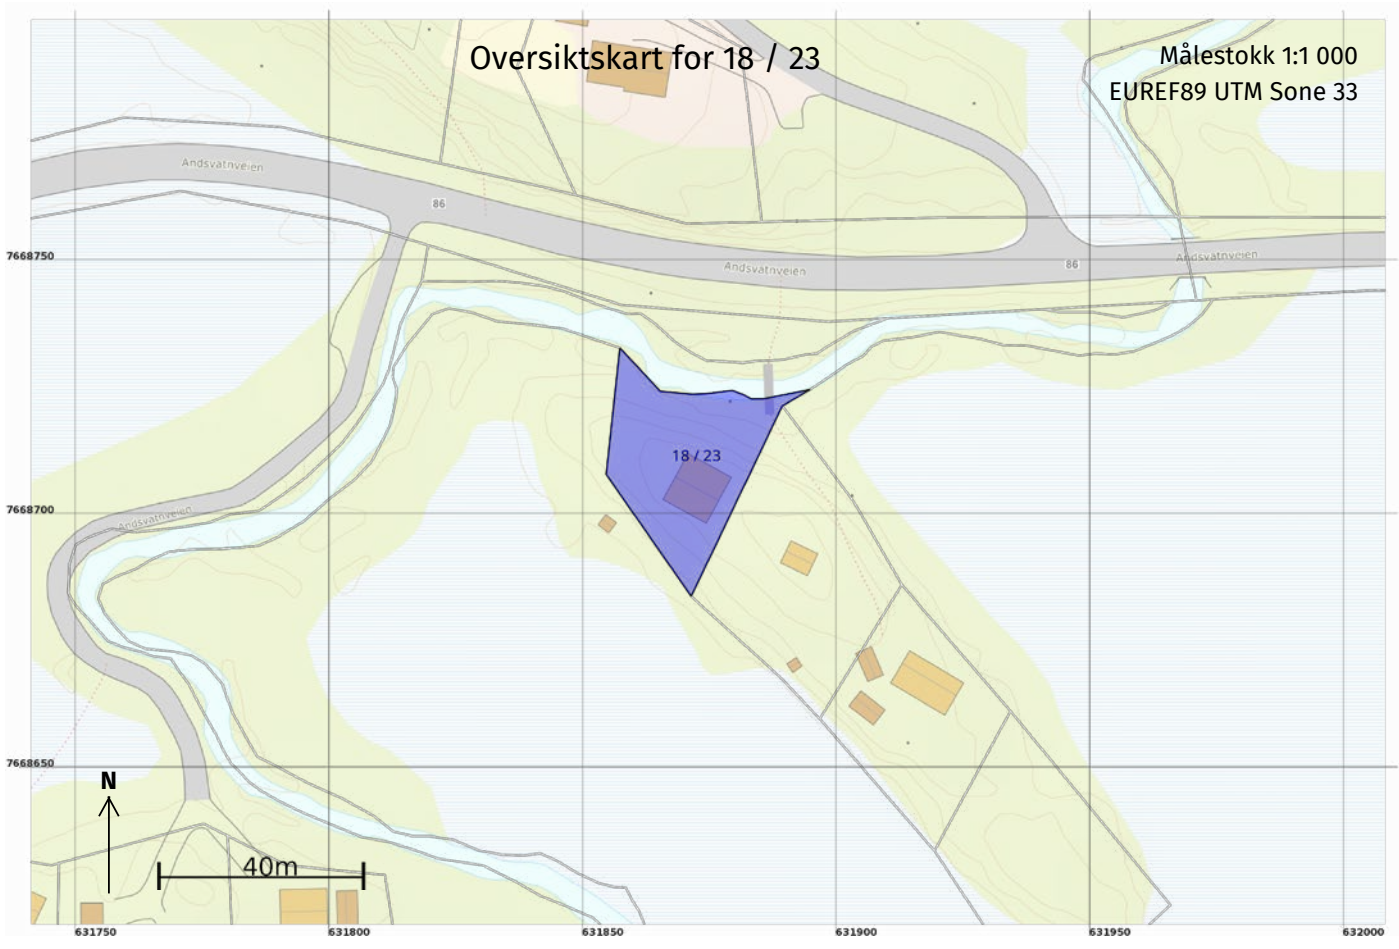 Oversiktskart for 18 / 23
Målestokk 1:1 000
EUREF89 UTM Sone 33
Andsvatnveien
86
7668750
Andsvatnveien
86
Andsvatnveien
18 / 23
7668700
Andsvatnveien
7668650
N
40m
631750
631800
631850
631900
631950
632000